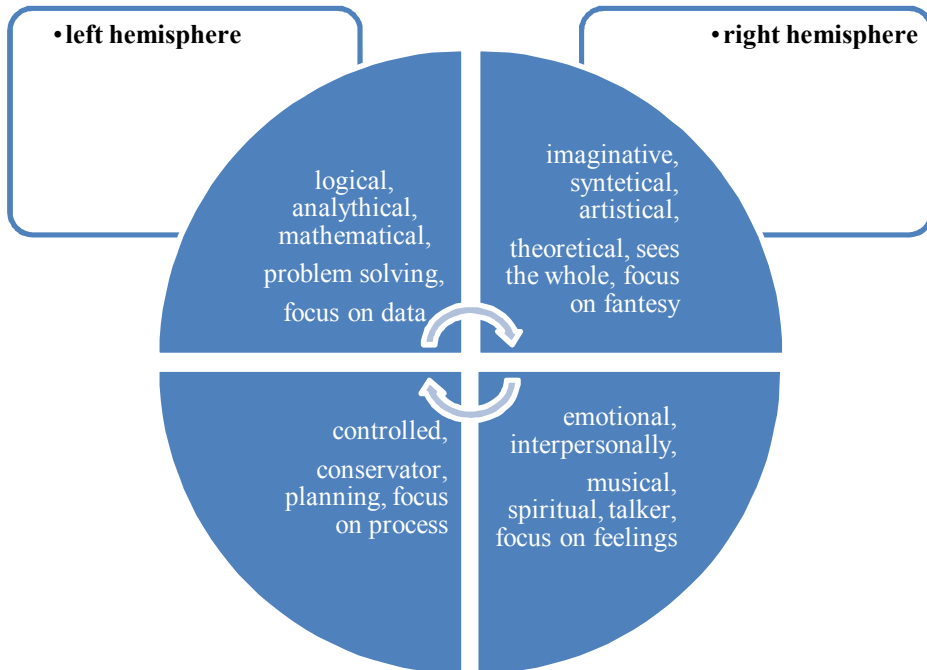 •left hemisphere
•right hemisphere
logical,
analythical,
mathematical,
problem solving,
focus on data
imaginative,
syntetical,
artistical,
theoretical, sees
the whole, focus
on fantesy
controlled,
conservator,
planning, focus
on process
emotional,
interpersonally,
musical,
spiritual, talker,
focus on feelings